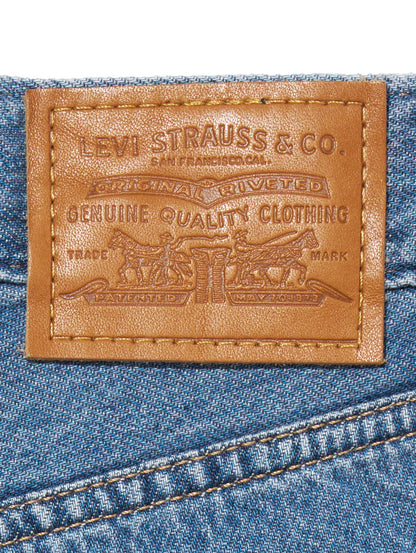 LEVI STRAUSS & CO.
SAN FRANCISCO, CAL.
ORIGINAL RIVETED
GENUINE QUALITY CLOTHING
TRADE MARK
PATENTED MAY 20 1873